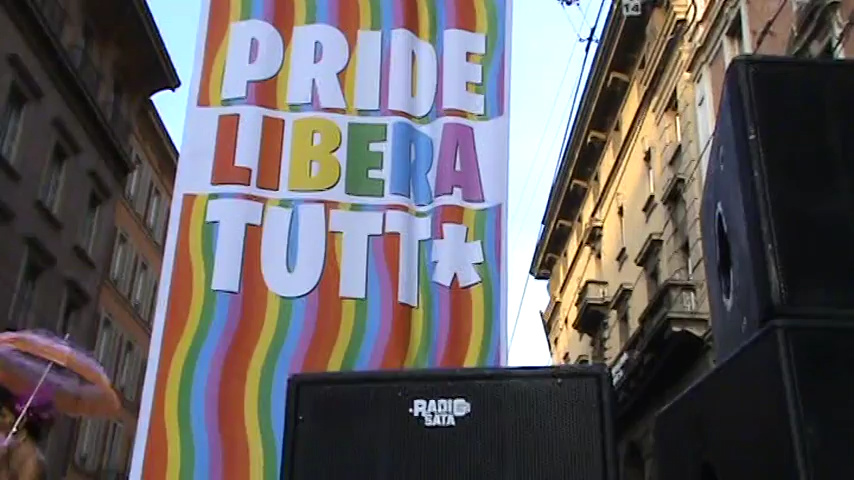 14
PRIDE
LIBERA
TUTT*
RADIO
SATA